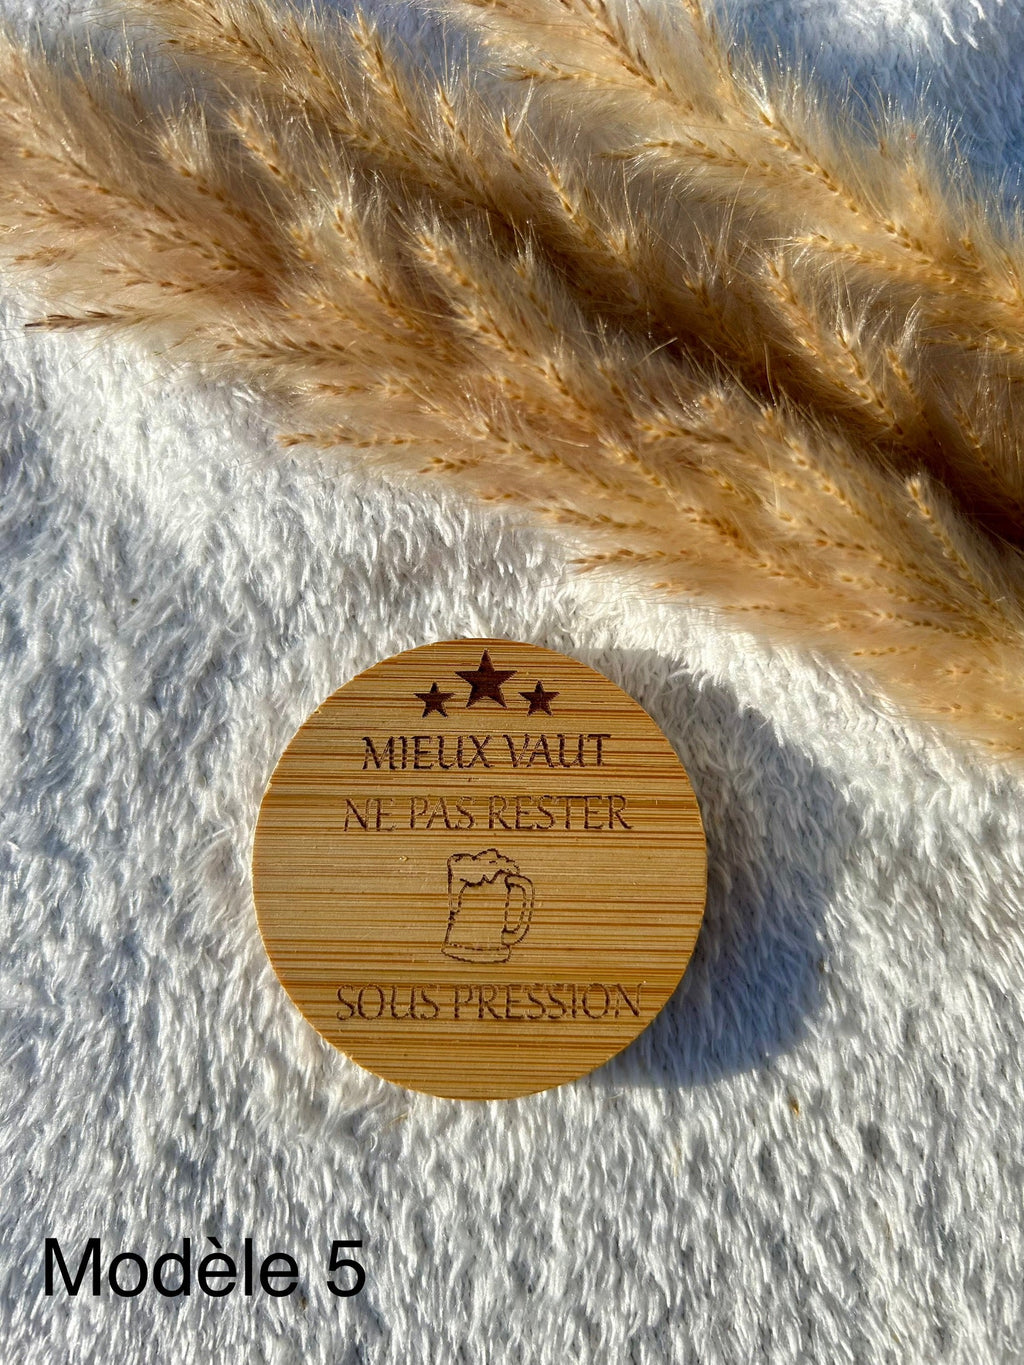 MIEUX VAUT
NE PAS RESTER
SOUS PRESSION
Modèle 5